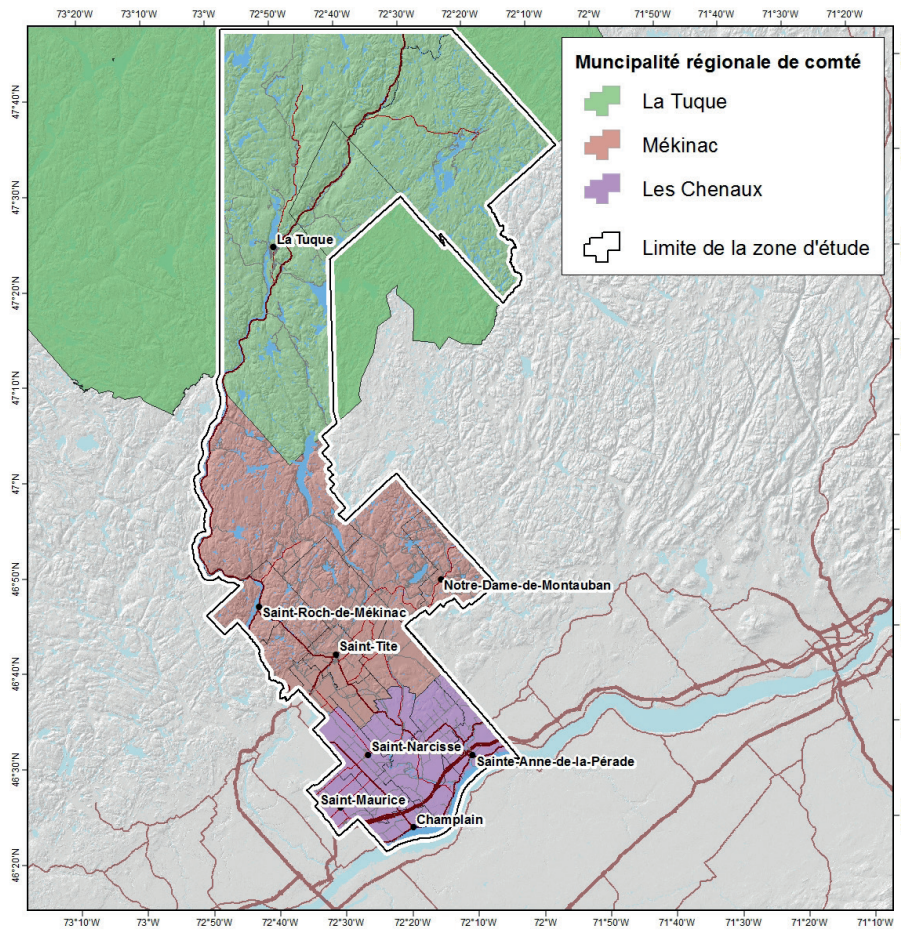 73°10'W 73°0'W 72°50'W 72°40'W 72°30'W 72°20'W 72°10'W 72°0'W 71°50'W 71°40'W 71°30'W 71°20'W
Muncipalité régionale de comté
La Tuque
Mékinac
Les Chenaux
Limite de la zone d'étude
47°40'N
47°30'N
47°20'N
47°10'N
47°N
46°50'N
46°40'N
46°30'N
46°20'N
La Tuque
Notre-Dame-de-Montauban
Saint-Roch-de-Mékinac
Saint-Tite
Saint-Narcisse
Sainte-Anne-de-la-Pérade
Saint-Maurice
Champlain
73°10'W 73°0'W 72°50'W 72°40'W 72°30'W 72°20'W 72°10'W 72°W 71°50'W 71°40'W 71°30'W 71°20'W 71°10'W